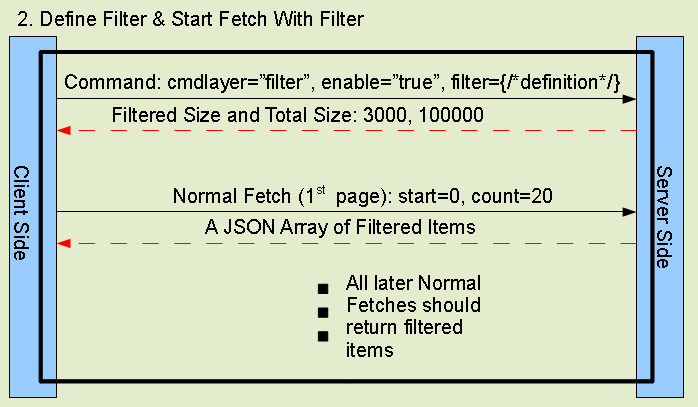 2. Define Filter & Start Fetch With Filter
Command: cmdlayer=”filter”, enable=”true”, filter={/*definition*/}
Filtered Size and Total Size: 3000, 100000
Client Side
Server Side
Normal Fetch (1st page): start=0, count=20
A JSON Array of Filtered Items
All later Normal
Fetches should
return filtered
items